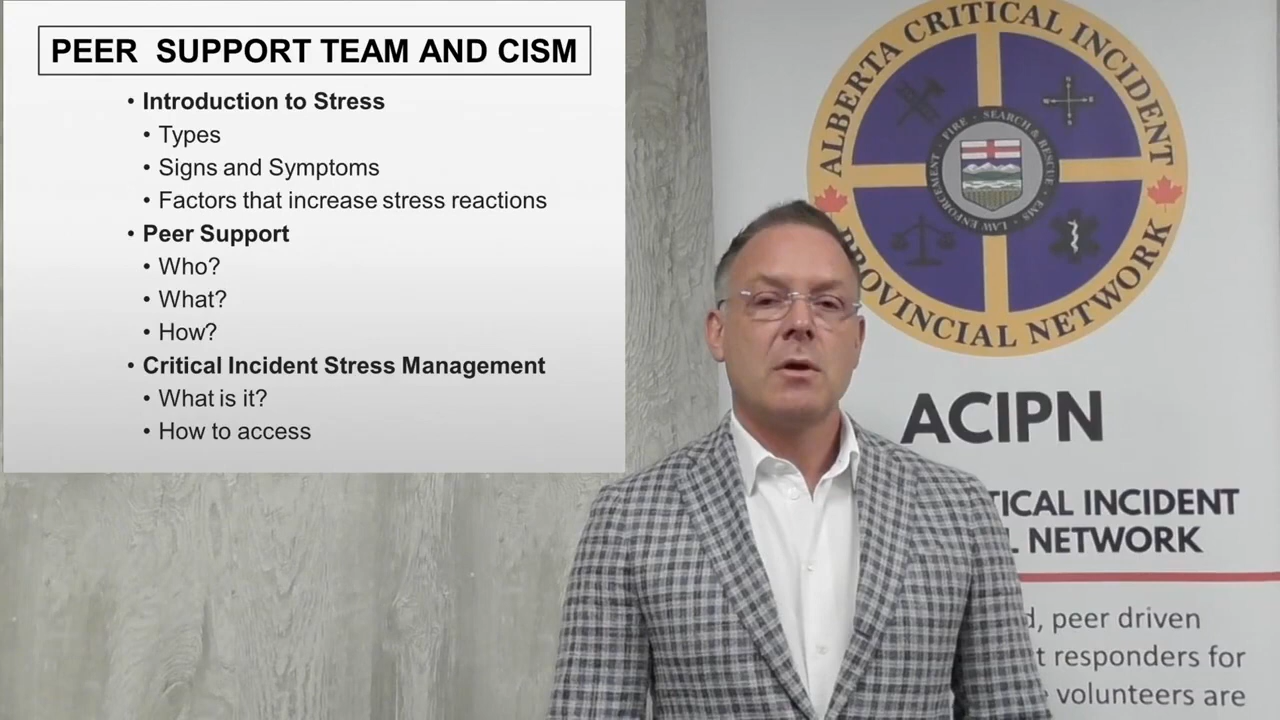 PEER SUPPORT TEAM AND CISM
• Introduction to Stress
• Types
• Signs and Symptoms
• Factors that increase stress reactions
• Peer Support
• Who?
• What?
• How?
• Critical Incident Stress Management
• What is it?
• How to access
ALBERTA CRITICAL INCIDENT
PROVINCIAL NETWORK
FIRE • SEARCH & RESCUE • EMS • LAW ENFORCEMENT
ACIPN
TICAL INCIDENT
NETWORK
d, peer driven
t responders for
volunteers are